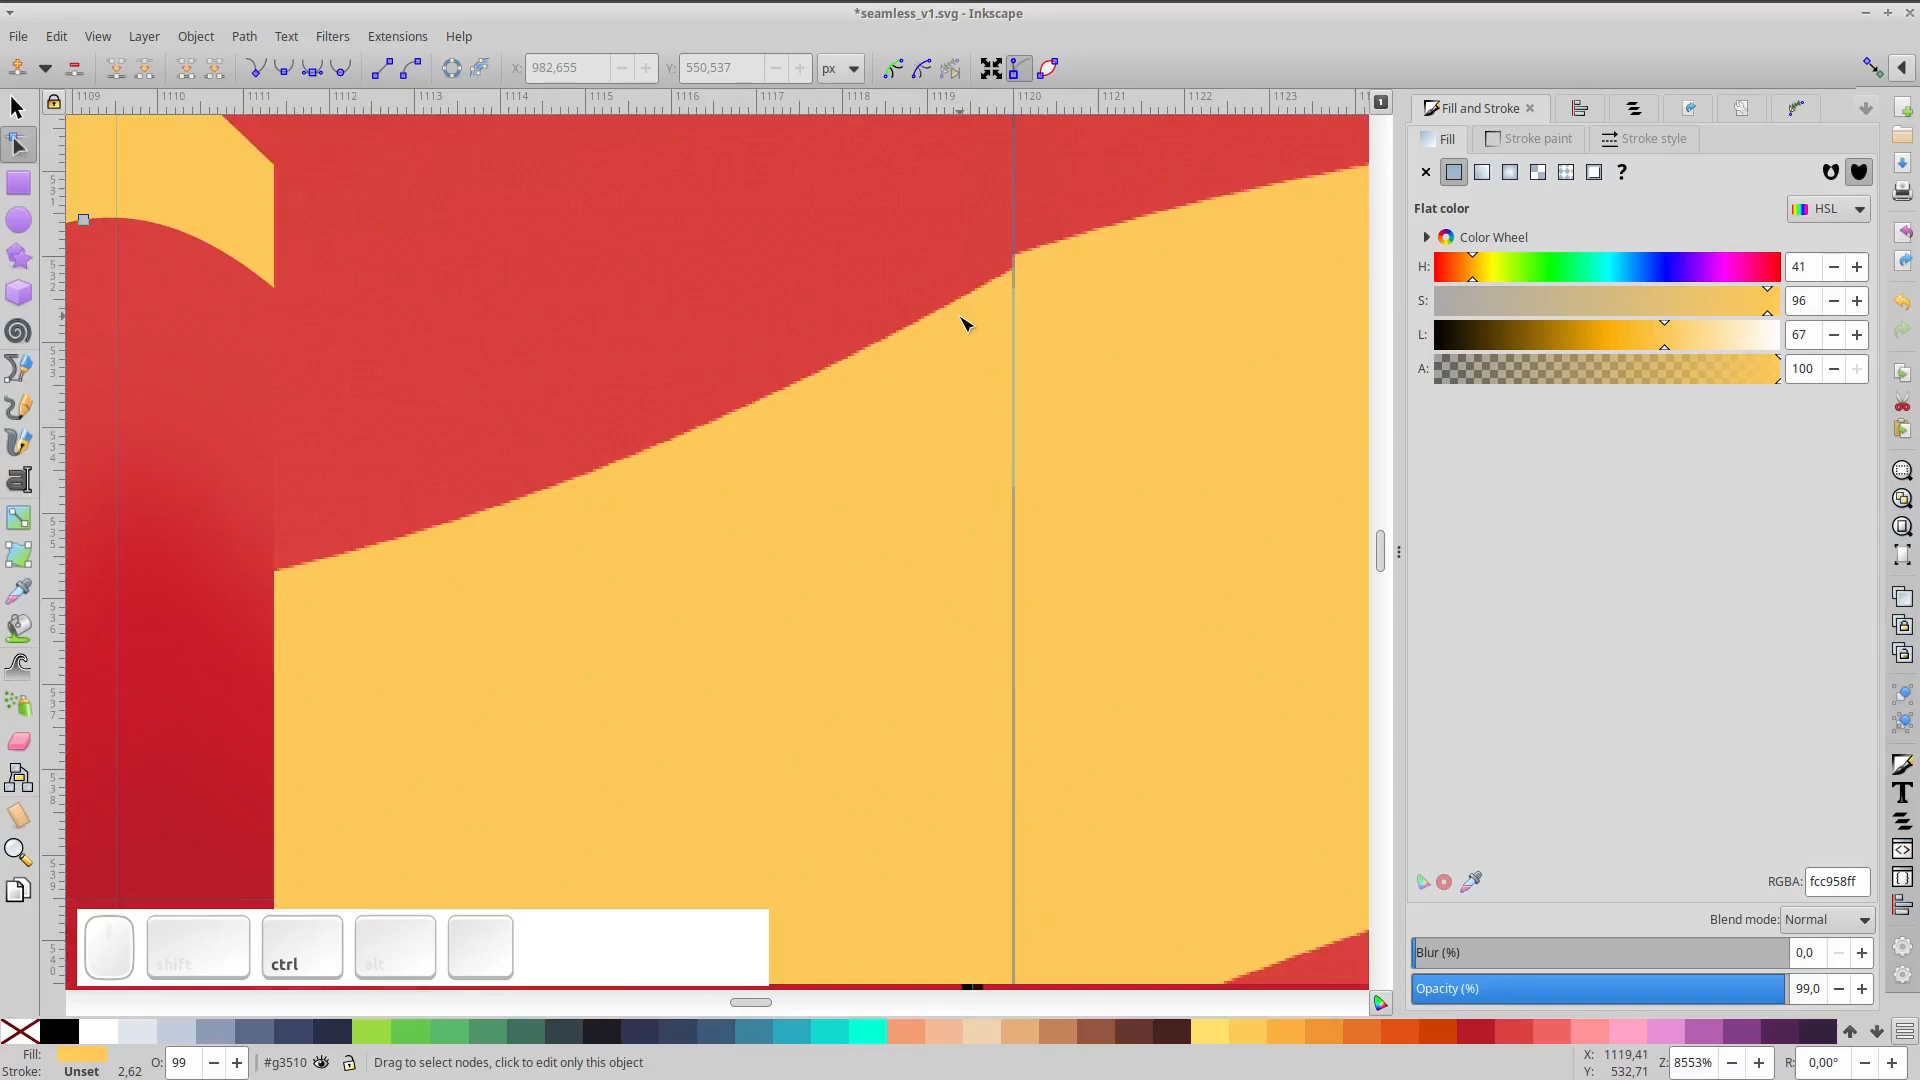 *seamless_v1.svg - Inkscape
File Edit View Layer Object Path Text Filters Extensions Help
X: 982,655 Y: 550,537 px
1109 1110 1111 1112 1113 1114 1115 1116 1117 1118 1119 1120 1121 1122 1123 1
1
Fill and Stroke
Fill Stroke paint Stroke style
?
Flat color HSL
Color Wheel
H: 41
S: 96
L: 67
A: 100
RGBA: fcc958ff
Blend mode: Normal
Blur (%) 0,0
Opacity (%) 99,0
shift ctrl alt
Fill: O: 99 #g3510 Drag to select nodes, click to edit only this object X: 1119,41 Z: 8553% R: 0,00°
Stroke: Unset 2,62 Y: 532,71